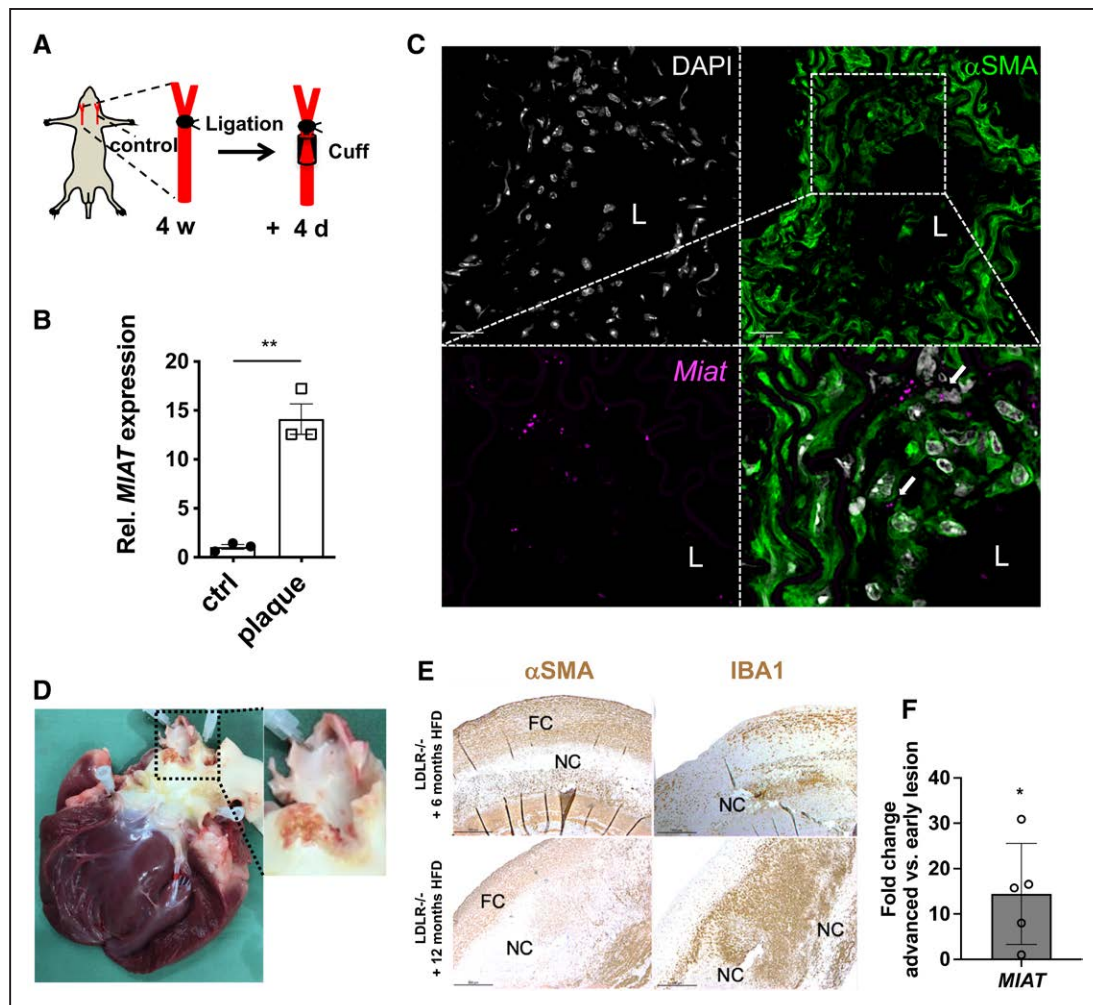 A
control
Ligation
Cuff
4 w
+ 4 d
B
**
Rel. MIAT expression
20
15
10
5
0
ctrl
plaque
C
DAPI
αSMA
L
L
Miat
L
L
D
E
αSMA
IBA1
LDLR-/-
+ 6 months HFD
FC
NC
NC
LDLR-/-
+ 12 months HFD
FC
NC
NC
NC
F
Fold change
advanced vs. early lesion
40
30
20
10
0
*
MIAT